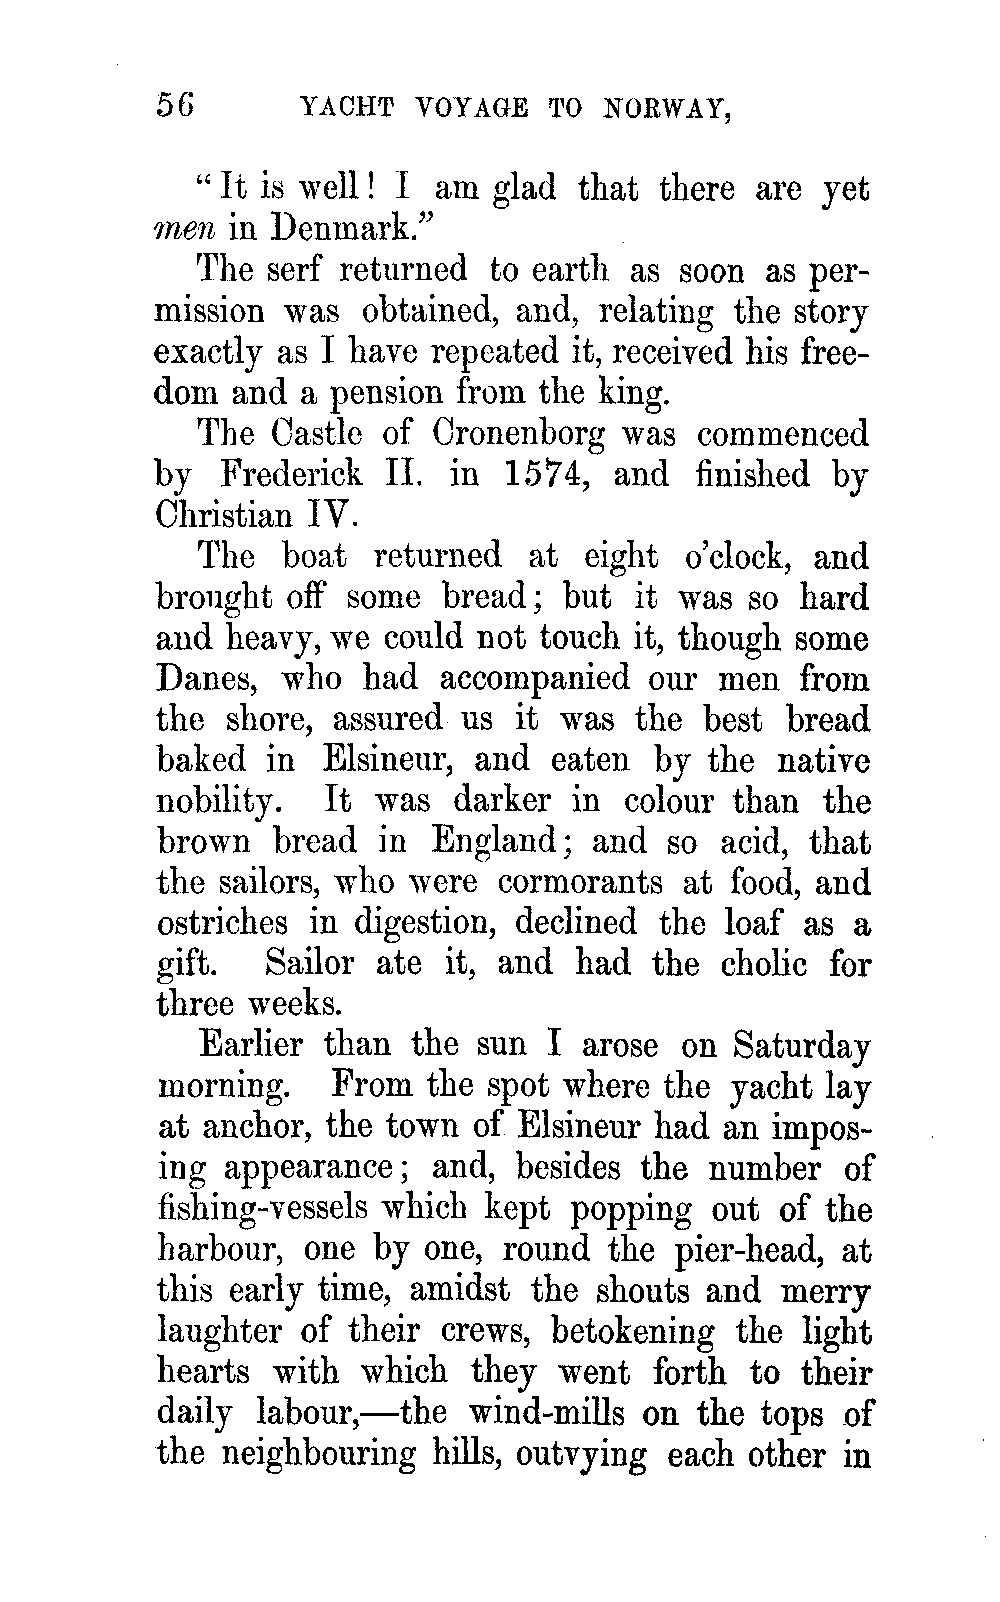 56 YACHT VOYAGE TO NORWAY,
“It is well! I am glad that there are yet
men in Denmark.”
The serf returned to earth as soon as per-
mission was obtained, and, relating the story
exactly as I have repeated it, received his free-
dom and a pension from the king.
The Castle of Cronenborg was commenced
by Frederick II. in 1574, and finished by
Christian IV.
The boat returned at eight o’clock, and
brought off some bread; but it was so hard
and heavy, we could not touch it, though some
Danes, who had accompanied our men from
the shore, assured us it was the best bread
baked in Elsineur, and eaten by the native
nobility. It was darker in colour than the
brown bread in England; and so acid, that
the sailors, who were cormorants at food, and
ostriches in digestion, declined the loaf as a
gift. Sailor ate it, and had the cholic for
three weeks.
Earlier than the sun I arose on Saturday
morning. From the spot where the yacht lay
at anchor, the town of Elsineur had an impos-
ing appearance; and, besides the number of
fishing-vessels which kept popping out of the
harbour, one by one, round the pier-head, at
this early time, amidst the shouts and merry
laughter of their crews, betokening the light
hearts with which they went forth to their
daily labour,—the wind-mills on the tops of
the neighbouring hills, outvying each other in